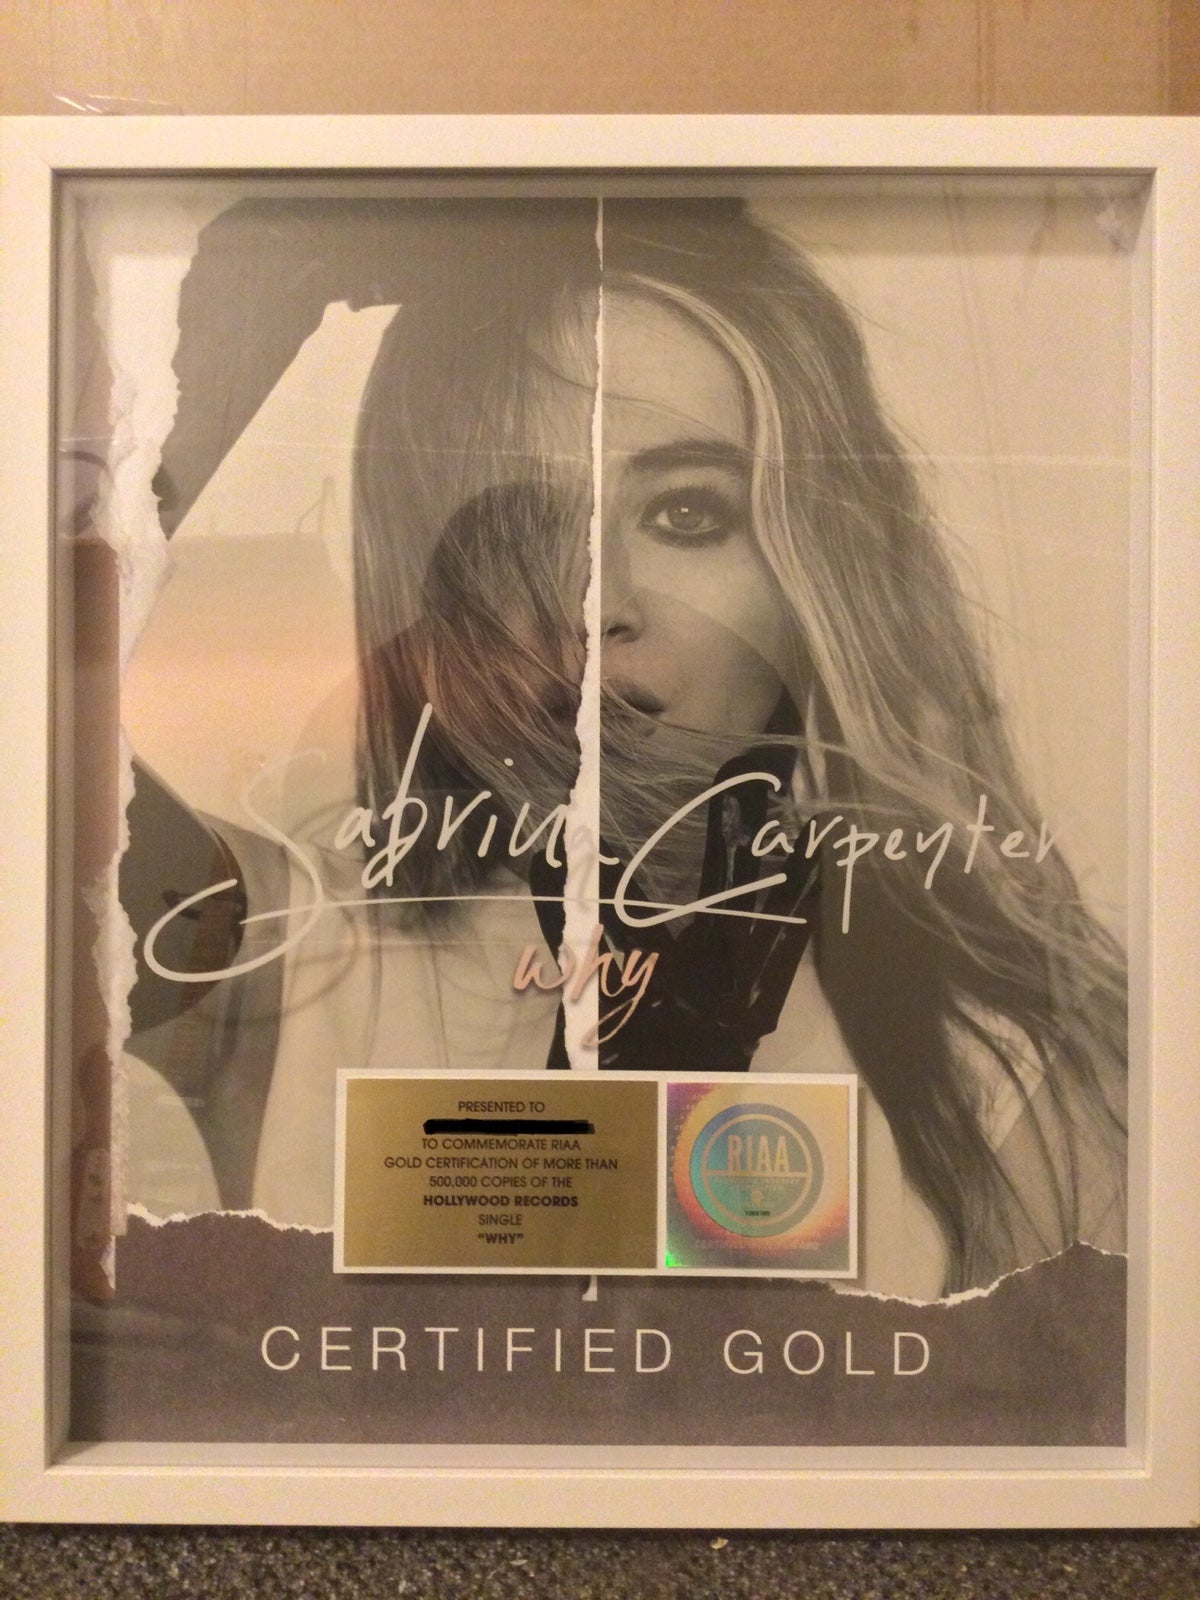 Sabrina Carpenter
why
PRESENTED TO
TO COMMEMORATE RIAA
GOLD CERTIFICATION OF MORE THAN
500,000 COPIES OF THE
HOLLYWOOD RECORDS
SINGLE
"WHY"
RIAA
CERTIFIED GOLD